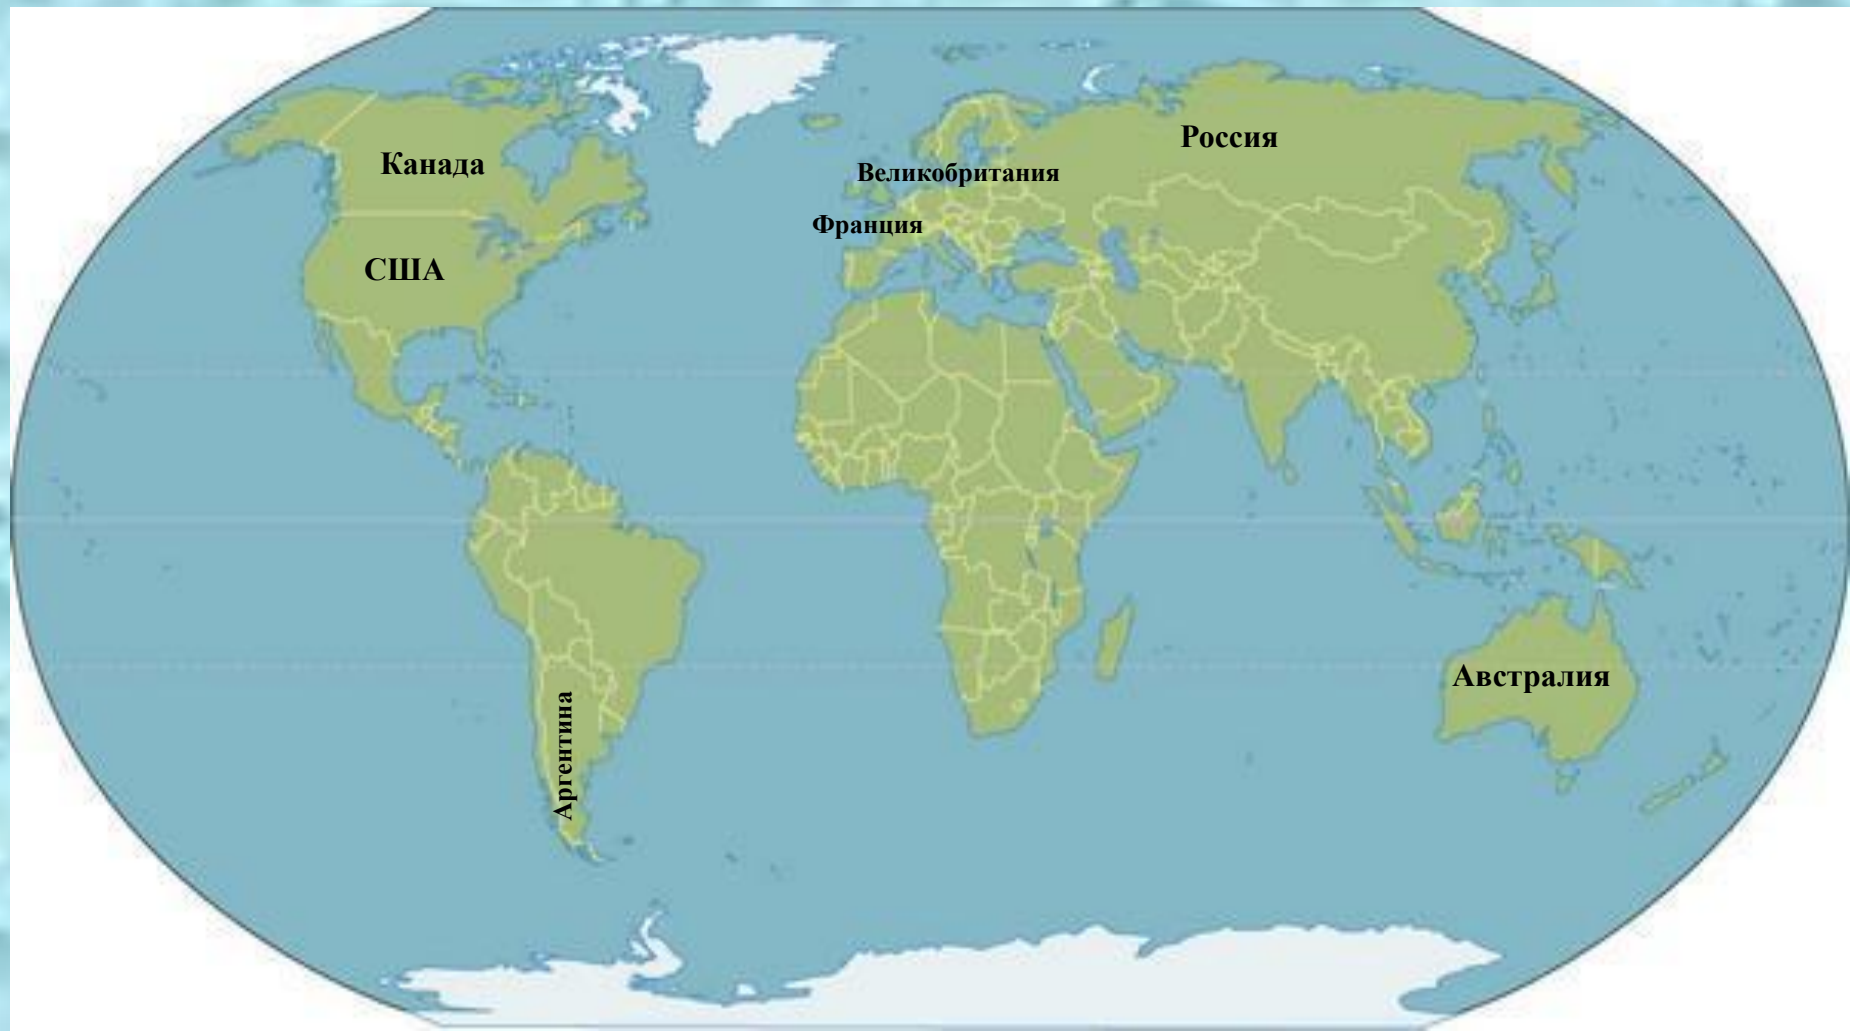 Россия
Канада
Великобритания
Франция
США
Австралия
Аргентина